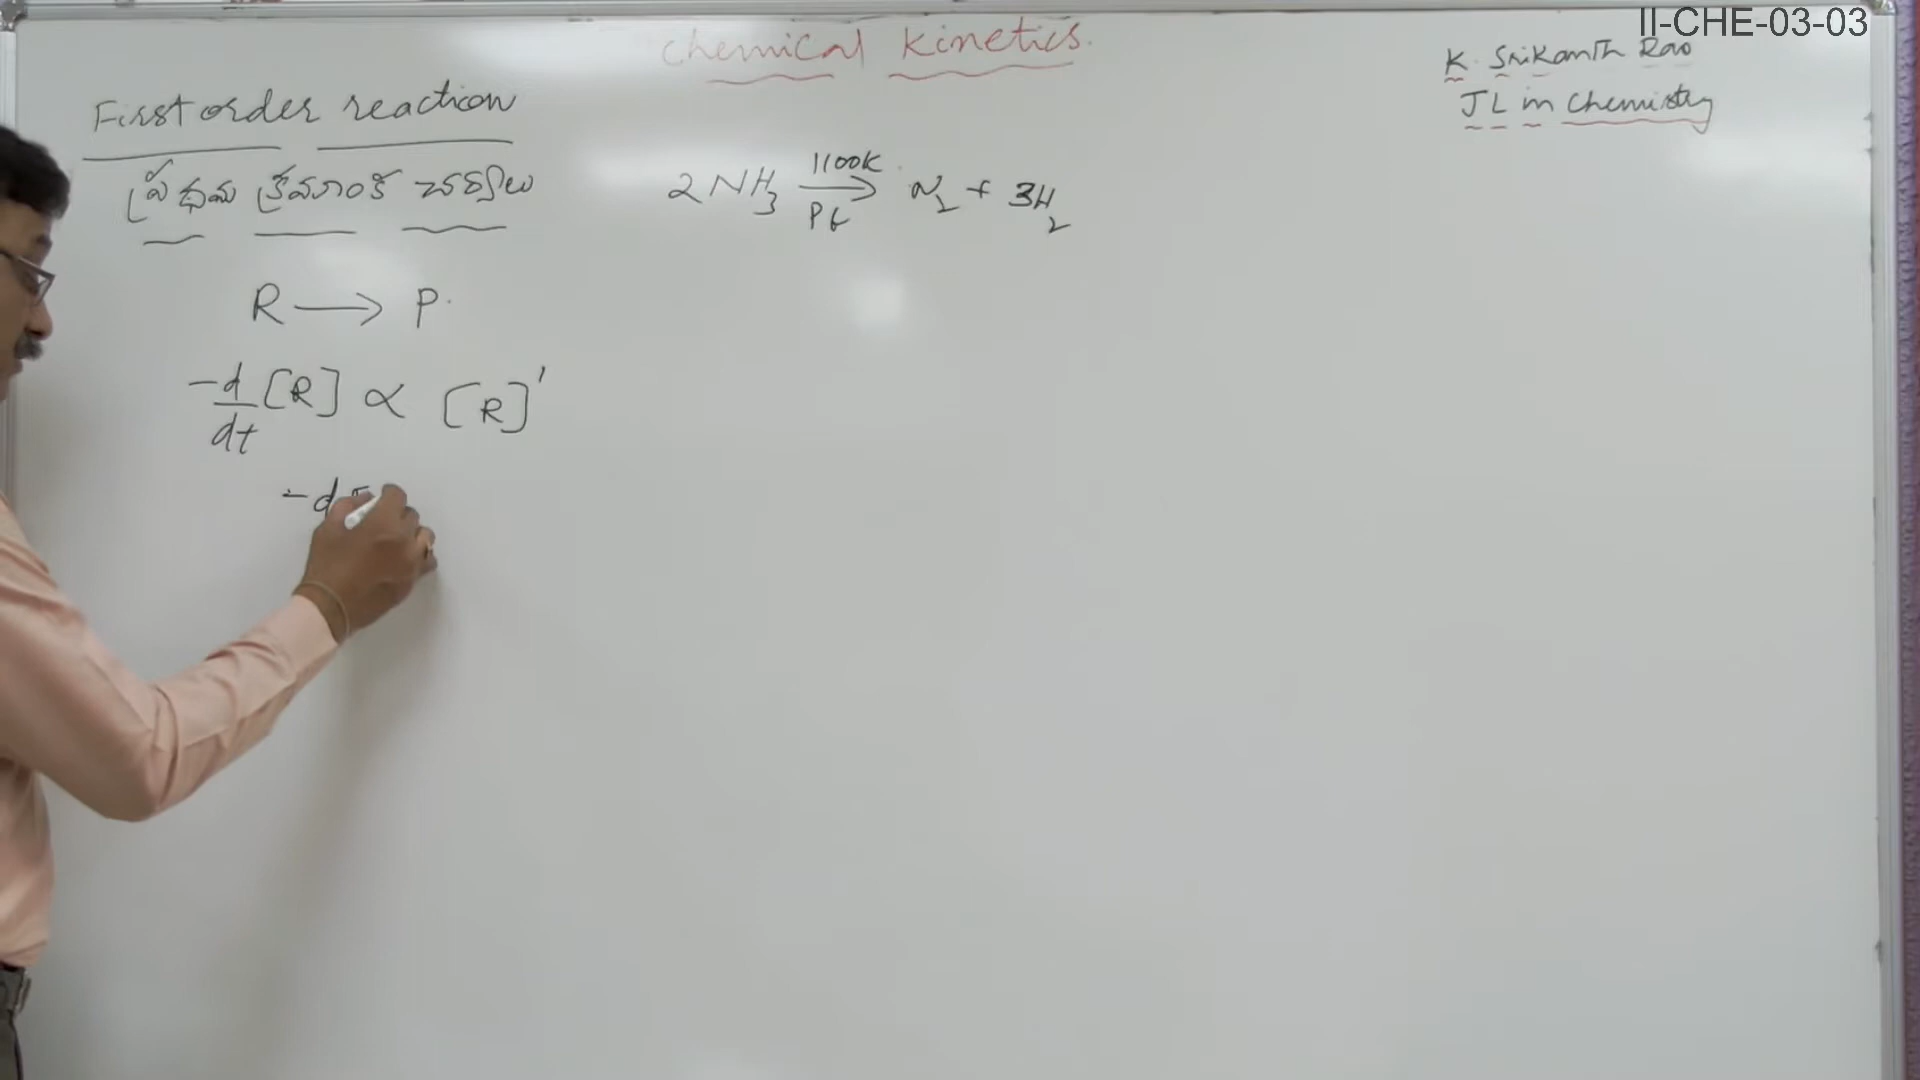 II-CHE-03-03
Chemical Kinetics.
K. Srikanth Rao
JL in Chemistry
First order reaction
ప్రథమ క్రమాంక చర్యలు
2NH₃ —1100K/Pt→ N₂ + 3H₂
R ⟶ P.
-d/dt [R] ∝ [R]¹
-d[